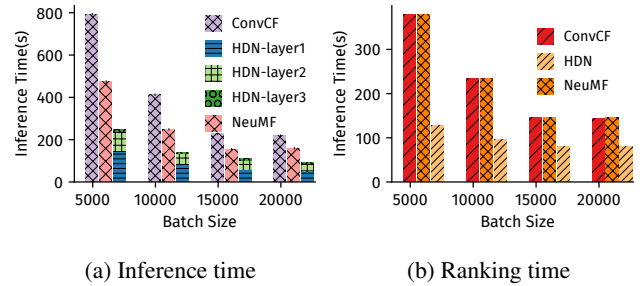 Inference Time(s)
800
600
400
200
0
ConvCF
HDN-layer1
HDN-layer2
HDN-layer3
NeuMF
5000 10000 15000 20000
Batch Size
(a) Inference time
Inference Time(s)
300
200
100
0
ConvCF
HDN
NeuMF
5000 10000 15000 20000
Batch Size
(b) Ranking time